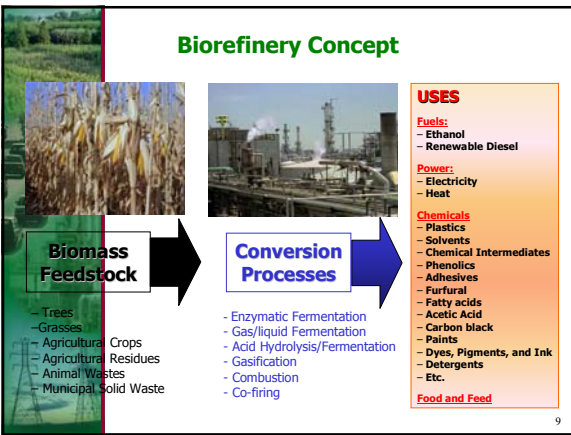 Biorefinery Concept
Biomass
Feedstock
– Trees
–Grasses
– Agricultural Crops
– Agricultural Residues
– Animal Wastes
– Municipal Solid Waste
Conversion
Processes
- Enzymatic Fermentation
- Gas/liquid Fermentation
- Acid Hydrolysis/Fermentation
- Gasification
- Combustion
- Co-firing
USES
Fuels:
– Ethanol
– Renewable Diesel
Power:
– Electricity
– Heat
Chemicals
– Plastics
– Solvents
– Chemical Intermediates
– Phenolics
– Adhesives
– Furfural
– Fatty acids
– Acetic Acid
– Carbon black
– Paints
– Dyes, Pigments, and Ink
– Detergents
– Etc.
Food and Feed
9